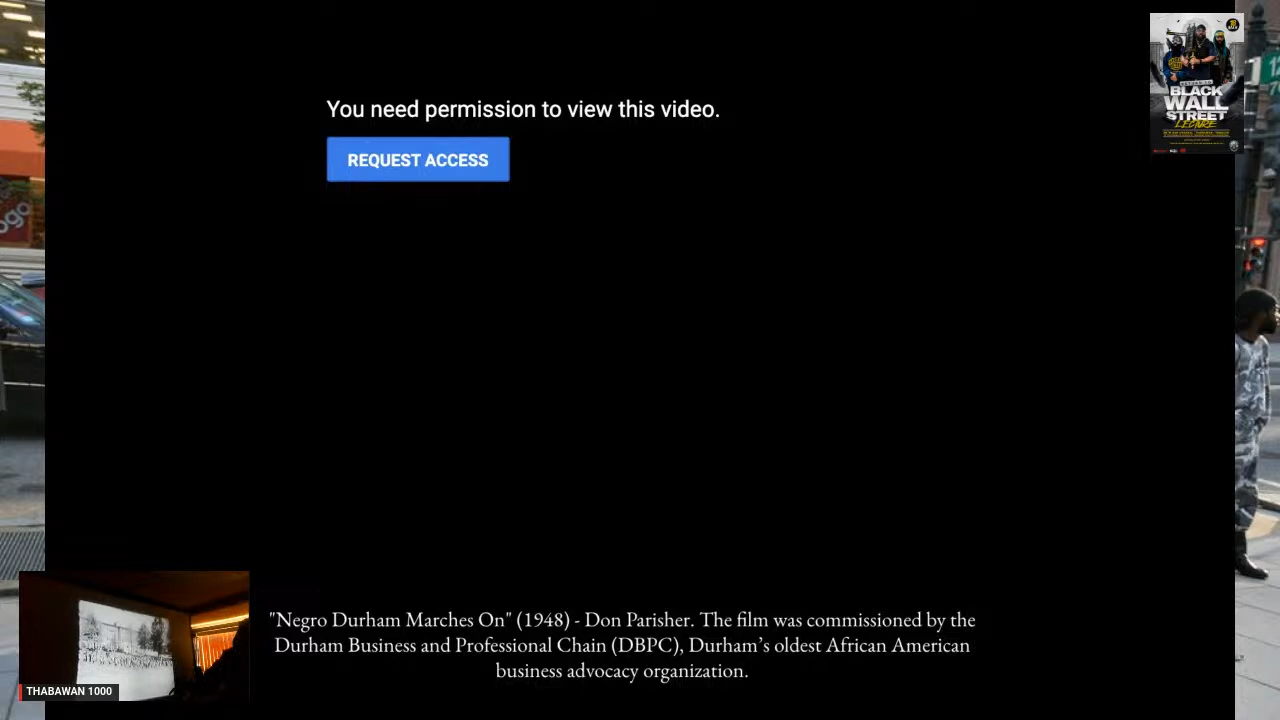 You need permission to view this video.
REQUEST ACCESS
BLACK
WALL
STREET
LECTURE
"Negro Durham Marches On" (1948) - Don Parisher. The film was commissioned by the
Durham Business and Professional Chain (DBPC), Durham’s oldest African American
business advocacy organization.
THABAWAN 1000